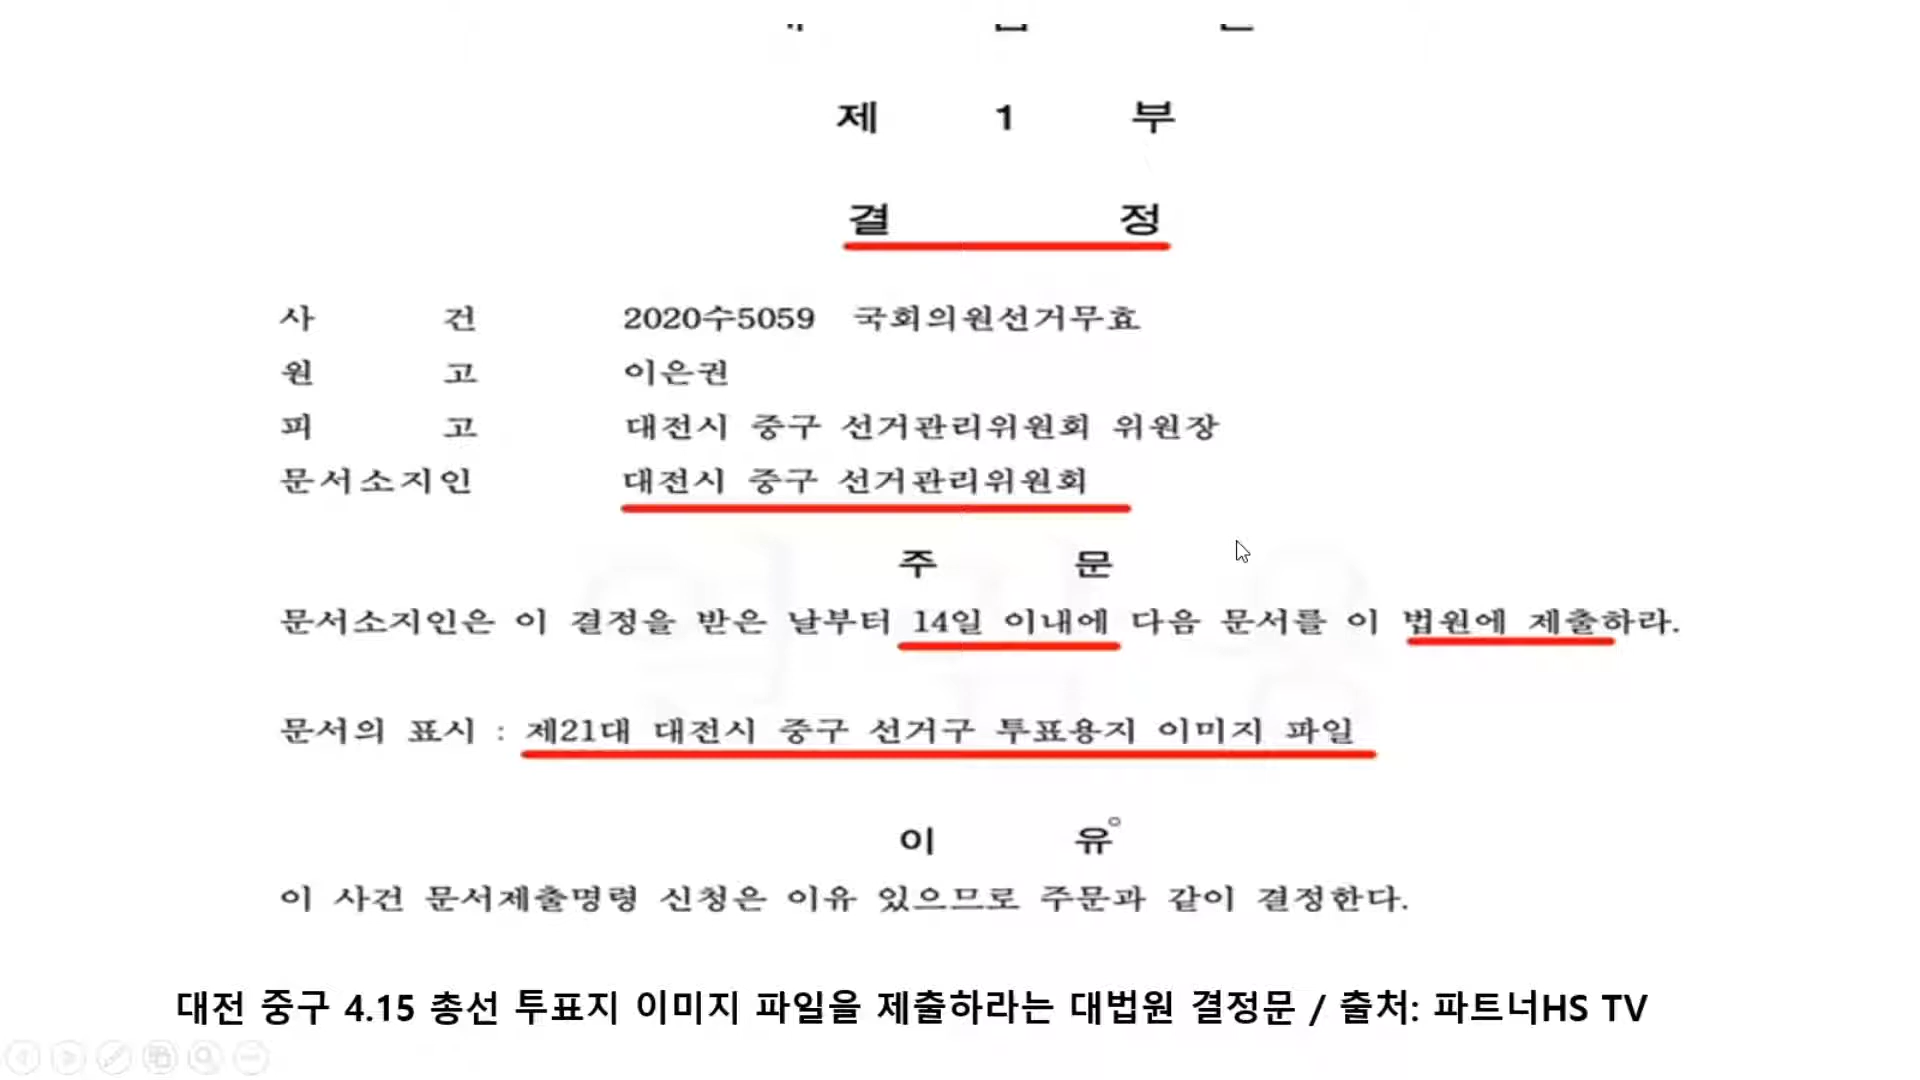 제 1 부
결 정
사 건 2020수5059 국회의원선거무효
원 고 이은권
피 고 대전시 중구 선거관리위원회 위원장
문서소지인 대전시 중구 선거관리위원회
주 문
문서소지인은 이 결정을 받은 날부터 14일 이내에 다음 문서를 이 법원에 제출하라.
문서의 표시 : 제21대 대전시 중구 선거구 투표용지 이미지 파일
이 유
이 사건 문서제출명령 신청은 이유 있으므로 주문과 같이 결정한다.
대전 중구 4.15 총선 투표지 이미지 파일을 제출하라는 대법원 결정문 / 출처: 파트너HS TV